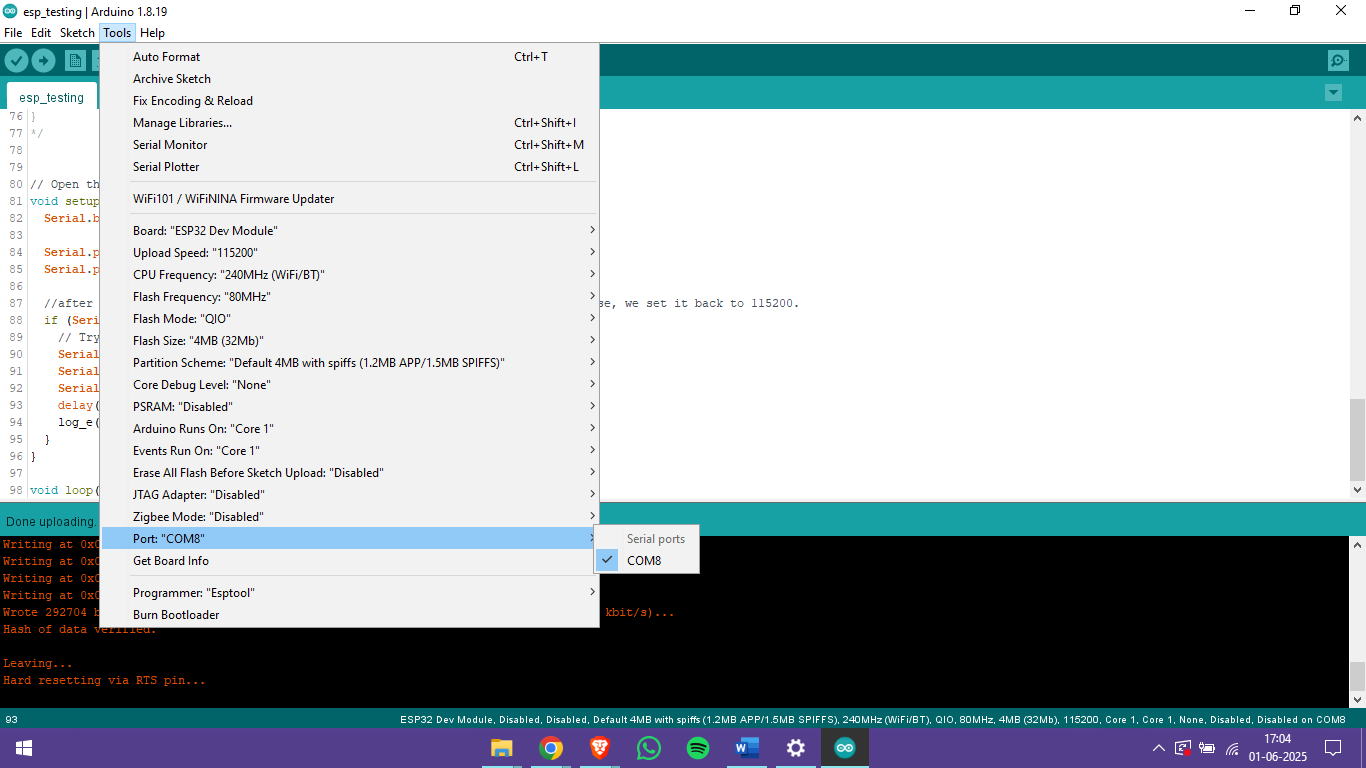 esp_testing | Arduino 1.8.19
File Edit Sketch Tools Help
esp_testing
Auto Format Ctrl+T
Archive Sketch
Fix Encoding & Reload
Manage Libraries... Ctrl+Shift+I
Serial Monitor Ctrl+Shift+M
Serial Plotter Ctrl+Shift+L
WiFi101 / WiFiNINA Firmware Updater
Board: "ESP32 Dev Module"
Upload Speed: "115200"
CPU Frequency: "240MHz (WiFi/BT)"
Flash Frequency: "80MHz"
Flash Mode: "QIO"
Flash Size: "4MB (32Mb)"
Partition Scheme: "Default 4MB with spiffs (1.2MB APP/1.5MB SPIFFS)"
Core Debug Level: "None"
PSRAM: "Disabled"
Arduino Runs On: "Core 1"
Events Run On: "Core 1"
Erase All Flash Before Sketch Upload: "Disabled"
JTAG Adapter: "Disabled"
Zigbee Mode: "Disabled"
Port: "COM8"
Get Board Info
Programmer: "Esptool"
Burn Bootloader
Serial ports
COM8
76 }
77 */
78
79
80 // Open th
81 void setup
82 Serial.b
83
84 Serial.p
85 Serial.p
86
87 //after se, we set it back to 115200.
88 if (Seri
89 // Try
90 Serial
91 Serial
92 Serial
93 delay(
94 log_e(
95 }
96 }
97
98 void loop(
Done uploading.
Writing at 0x0
Writing at 0x0
Writing at 0x0
Writing at 0x0
Wrote 292704 b kbit/s)...
Hash of data verified.
Leaving...
Hard resetting via RTS pin...
93 ESP32 Dev Module, Disabled, Disabled, Default 4MB with spiffs (1.2MB APP/1.5MB SPIFFS), 240MHz (WiFi/BT), QIO, 80MHz, 4MB (32Mb), 115200, Core 1, Core 1, None, Disabled, Disabled on COM8
17:04
01-06-2025